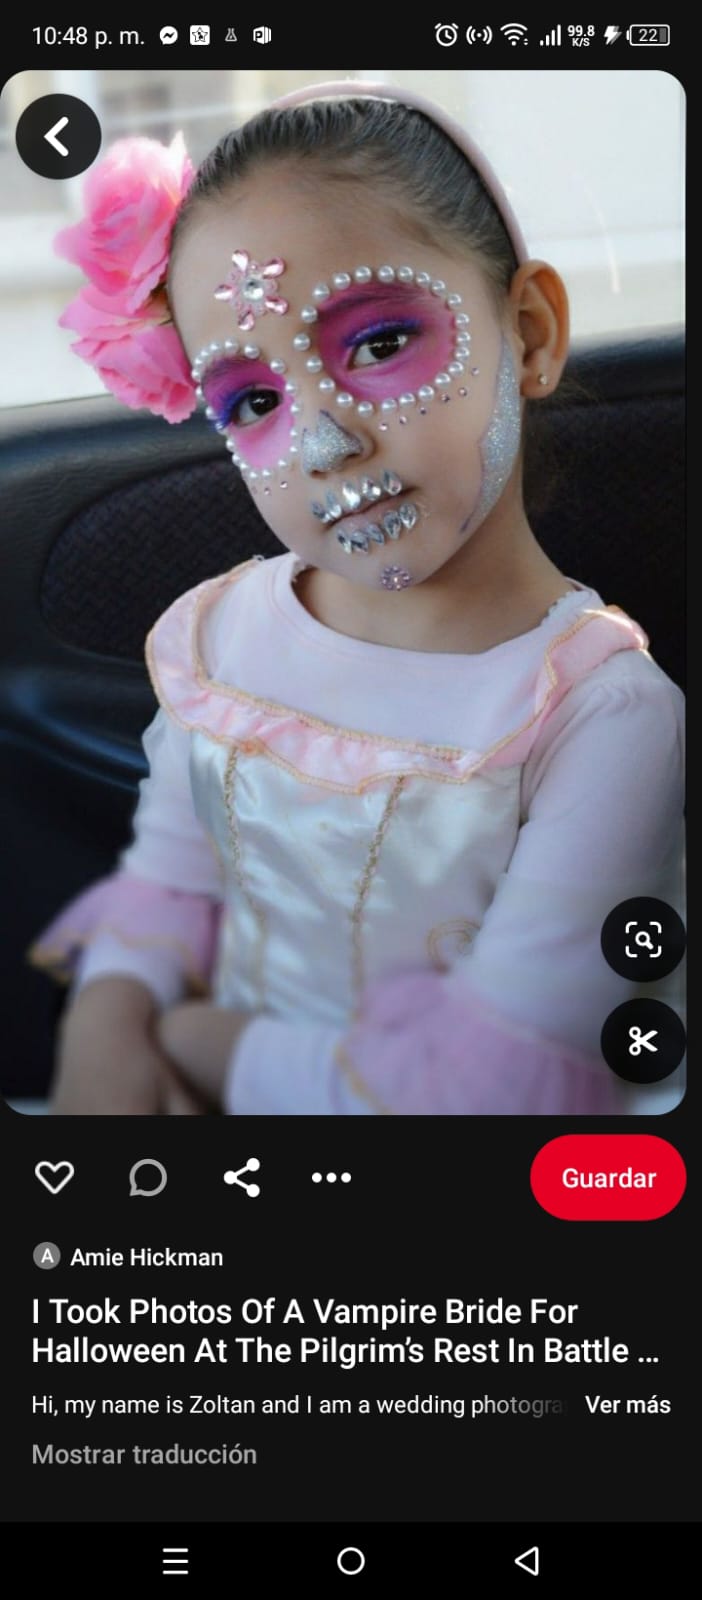 10:48 p. m. 99.8 K/S 22
Guardar
A Amie Hickman
I Took Photos Of A Vampire Bride For
Halloween At The Pilgrim's Rest In Battle ...
Hi, my name is Zoltan and I am a wedding photogra Ver más
Mostrar traducción